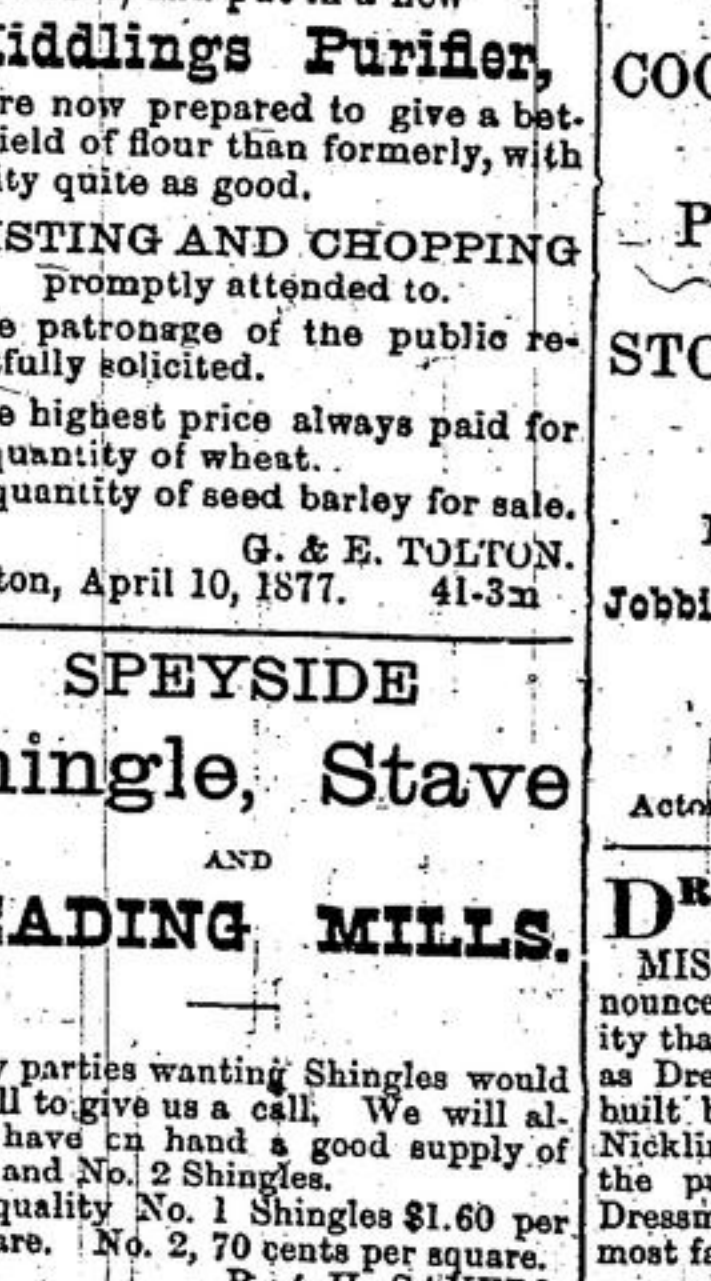 iddlings Purifier,
re now prepared to give a bet-
ield of flour than formerly, with
ity quite as good.
ISTING AND CHOPPING
promptly attended to.
e patronage of the public re-
fully solicited.
e highest price always paid for
quantity of wheat.
quantity of seed barley for sale.
G. & E. TOLTON.
ton, April 10, 1877. 41-3m
SPEYSIDE
hingle, Stave
AND
EADING MILLS.
y parties wanting Shingles would
ll to give us a call. We will al-
have on hand a good supply of
and No. 2 Shingles.
quality No. 1 Shingles $1.60 per
are. No. 2, 70 cents per square.
COO
P
STO
Jobbi
Acto
DR
MIS
nounce
ity tha
as Dre
built b
Nicklin
the pu
Dressm
most fa